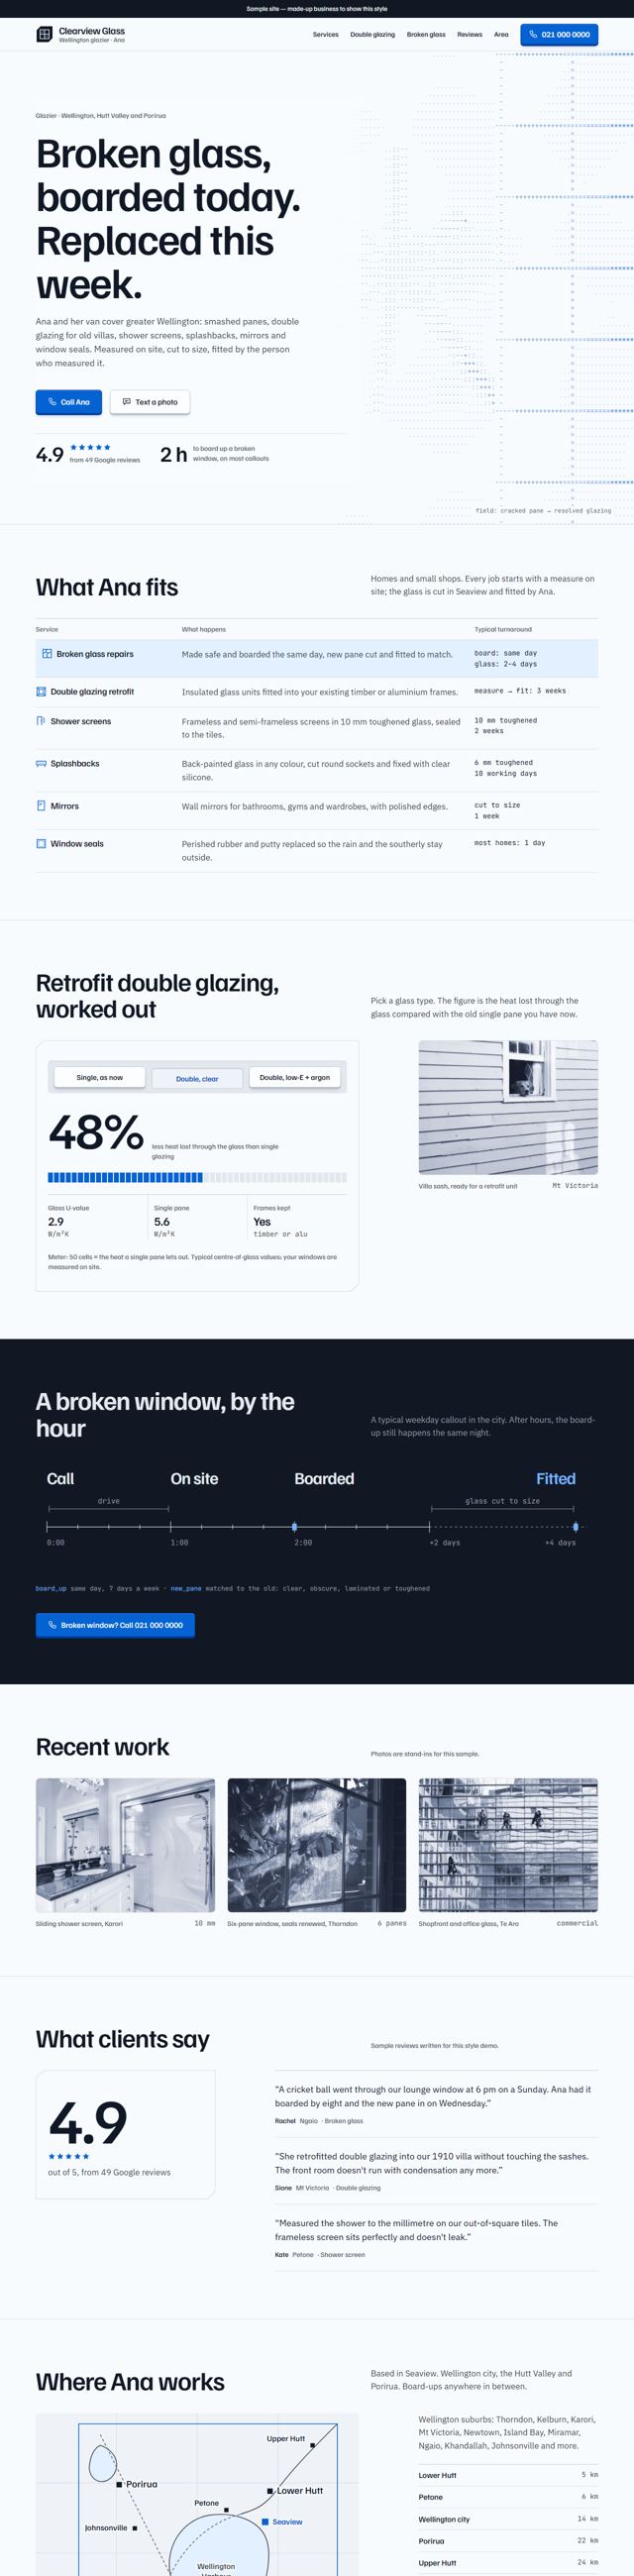 Sample site — made-up business to show this style
Clearview Glass
Wellington glazier · Ana
Services
Double glazing
Broken glass
Reviews
Area
021 000 0000
Glazier · Wellington, Hutt Valley and Porirua
Broken glass,
boarded today.
Replaced this
week.
Ana and her van cover greater Wellington: smashed panes, double
glazing for old villas, shower screens, splashbacks, mirrors and
window seals. Measured on site, cut to size, fitted by the person
who measured it.
Call Ana
Text a photo
4.9
from 49 Google reviews
2 h
to board up a broken
window, on most callouts
field: cracked pane → resolved glazing
What Ana fits
Homes and small shops. Every job starts with a measure on
site; the glass is cut in Seaview and fitted by Ana.
Service
What happens
Typical turnaround
Broken glass repairs
Made safe and boarded the same day, new pane cut and fitted to match.
board: same day
glass: 2–4 days
Double glazing retrofit
Insulated glass units fitted into your existing timber or aluminium frames.
measure → fit: 3 weeks
Shower screens
Frameless and semi-frameless screens in 10 mm toughened glass, sealed
to the tiles.
10 mm toughened
2 weeks
Splashbacks
Back-painted glass in any colour, cut round sockets and fixed with clear
silicone.
6 mm toughened
10 working days
Mirrors
Wall mirrors for bathrooms, gyms and wardrobes, with polished edges.
cut to size
1 week
Window seals
Perished rubber and putty replaced so the rain and the southerly stay
outside.
most homes: 1 day
Retrofit double glazing,
worked out
Pick a glass type. The figure is the heat lost through the
glass compared with the old single pane you have now.
Single, as now
Double, clear
Double, low-E + argon
48%
less heat lost through the glass than single
glazing
Glass U-value
2.9
W/m²K
Single pane
5.6
W/m²K
Frames kept
Yes
timber or alu
Meter: 50 cells = the heat a single pane lets out. Typical centre-of-glass values; your windows are
measured on site.
Villa sash, ready for a retrofit unit
Mt Victoria
A broken window, by the
hour
A typical weekday callout in the city. After hours, the board-
up still happens the same night.
Call
On site
Boarded
Fitted
drive
glass cut to size
0:00
1:00
2:00
+2 days
+4 days
board_up same day, 7 days a week · new_pane matched to the old: clear, obscure, laminated or toughened
Broken window? Call 021 000 0000
Recent work
Photos are stand-ins for this sample.
Sliding shower screen, Karori
10 mm
Six-pane window, seals renewed, Thorndon
6 panes
Shopfront and office glass, Te Aro
commercial
What clients say
Sample reviews written for this style demo.
4.9
out of 5, from 49 Google reviews
“A cricket ball went through our lounge window at 6 pm on a Sunday. Ana had it
boarded by eight and the new pane in on Wednesday.”
Rachel Ngaio · Broken glass
“She retrofitted double glazing into our 1910 villa without touching the sashes.
The front room doesn't run with condensation any more.”
Sione Mt Victoria · Double glazing
“Measured the shower to the millimetre on our out-of-square tiles. The
frameless screen sits perfectly and doesn't leak.”
Kate Petone · Shower screen
Where Ana works
Based in Seaview. Wellington city, the Hutt Valley and
Porirua. Board-ups anywhere in between.
Upper Hutt
Porirua
Lower Hutt
Petone
Seaview
Johnsonville
Wellington
Wellington suburbs: Thorndon, Kelburn, Karori,
Mt Victoria, Newtown, Island Bay, Miramar,
Ngaio, Khandallah, Johnsonville and more.
Lower Hutt
5 km
Petone
6 km
Wellington city
14 km
Porirua
22 km
Upper Hutt
24 km